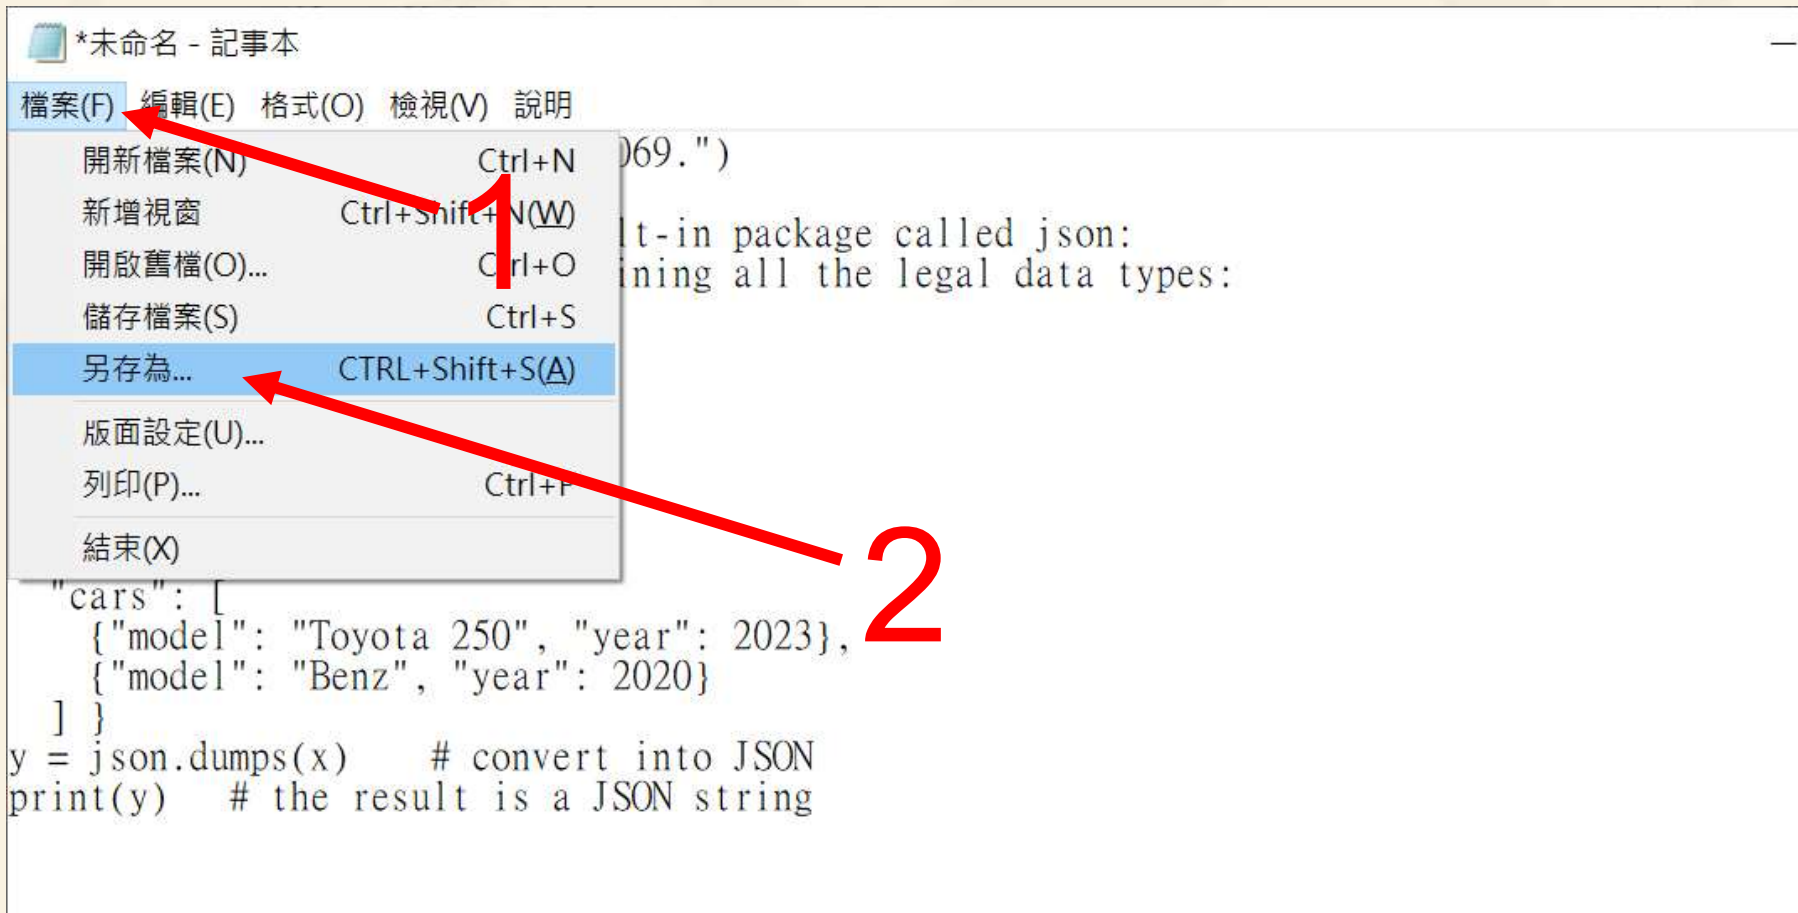 *未命名 - 記事本
檔案(F) 編輯(E) 格式(O) 檢視(V) 說明
開新檔案(N) Ctrl+N
新增視窗 Ctrl+Shift+N(W)
開啟舊檔(O)... Ctrl+O
儲存檔案(S) Ctrl+S
另存為... CTRL+Shift+S(A)
版面設定(U)...
列印(P)... Ctrl+P
結束(X)
1
2
069.")
lt-in package called json:
ining all the legal data types:
"cars": [
{"model": "Toyota 250", "year": 2023},
{"model": "Benz", "year": 2020}
] }
y = json.dumps(x) # convert into JSON
print(y) # the result is a JSON string